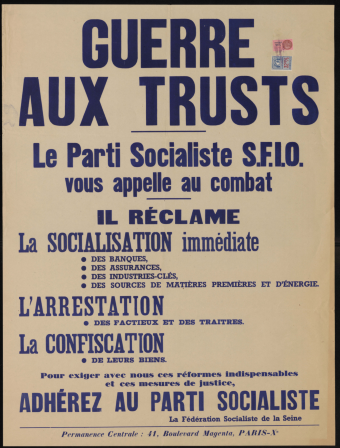 GUERRE
AUX TRUSTS
Le Parti Socialiste S.F.I.O.
vous appelle au combat
IL RÉCLAME
La SOCIALISATION immédiate
• DES BANQUES,
• DES ASSURANCES,
• DES INDUSTRIES-CLÉS,
• DES SOURCES DE MATIÈRES PREMIÈRES ET D'ÉNERGIE.
L'ARRESTATION
• DES FACTIEUX ET DES TRAITRES.
La CONFISCATION
• DE LEURS BIENS.
Pour exiger avec nous ces réformes indispensables
et ces mesures de justice,
ADHÉREZ AU PARTI SOCIALISTE
La Fédération Socialiste de la Seine
Permanence Centrale : 41, Boulevard Magenta, PARIS-Xe